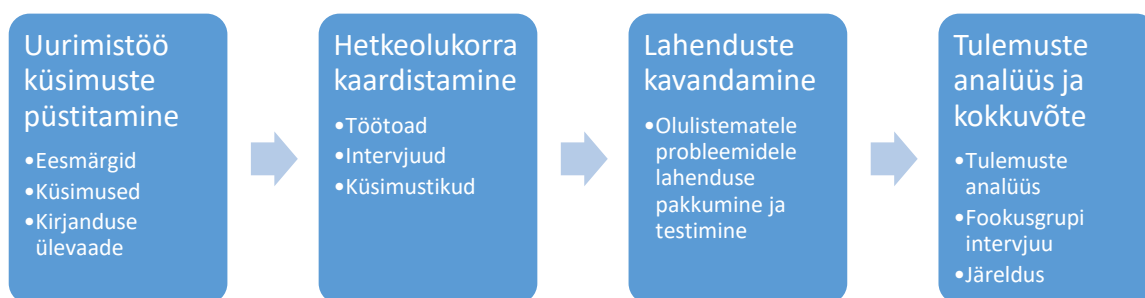 Uurimistöö
küsimuste
püstitamine
•Eesmärgid
•Küsimused
•Kirjanduse
ülevaade
Hetkeolukorra
kaardistamine
•Töötoad
•Intervjuud
•Küsimustikud
Lahenduste
kavandamine
•Olulistematele
probleemidele
lahenduse
pakkumine ja
testimine
Tulemuste
analüüs ja
kokkuvõte
•Tulemuste
analüüs
•Fookusgrupi
intervjuu
•Järeldus